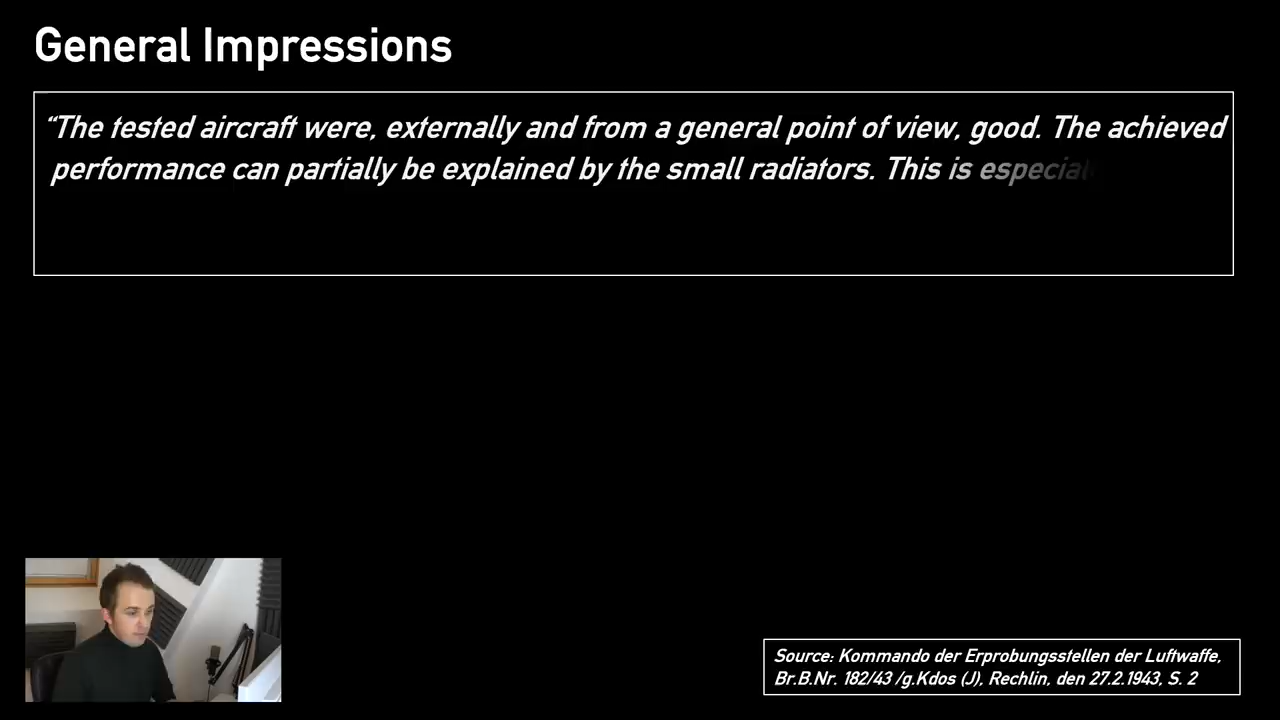 General Impressions
“The tested aircraft were, externally and from a general point of view, good. The achieved
performance can partially be explained by the small radiators. This is especial
Source: Kommando der Erprobungsstellen der Luftwaffe,
Br.B.Nr. 182/43 /g.Kdos (J), Rechlin, den 27.2.1943, S. 2